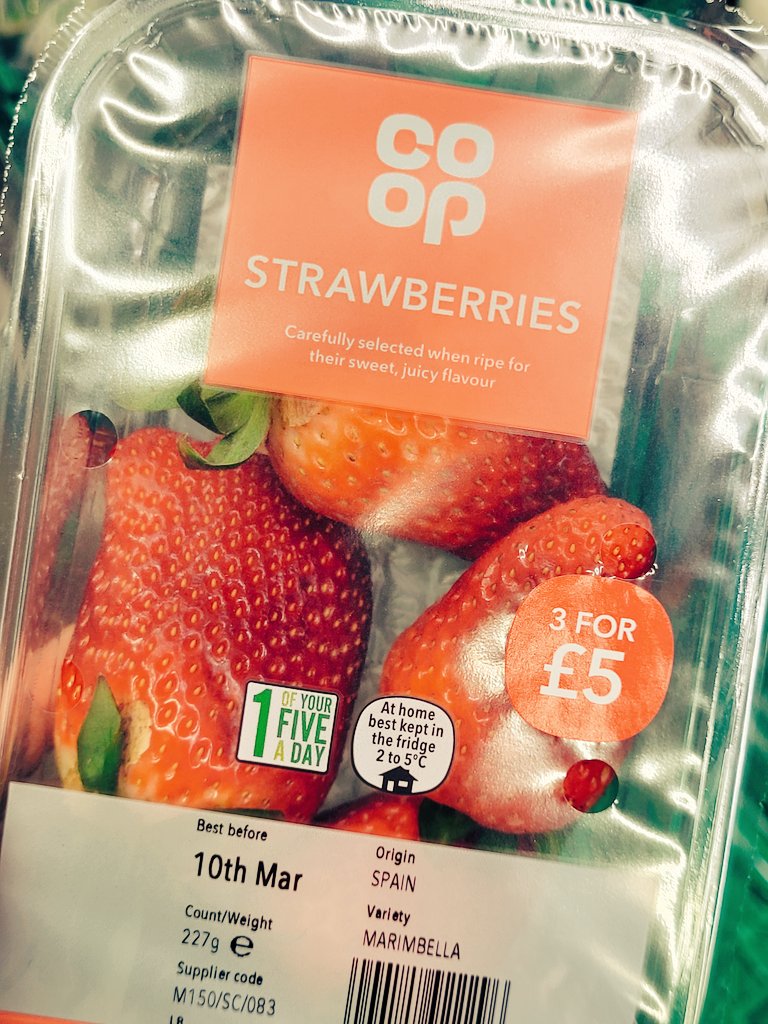 CO
OP
STRAWBERRIES
Carefully selected when ripe for
their sweet, juicy flavour
3 FOR
£5
1 OF YOUR
FIVE
A DAY
At home
best kept in
the fridge
2 to 5°C
Best before
10th Mar
Count/Weight
227g ℮
Supplier code
M150/SC/083
LB
Origin
SPAIN
Variety
MARIMBELLA